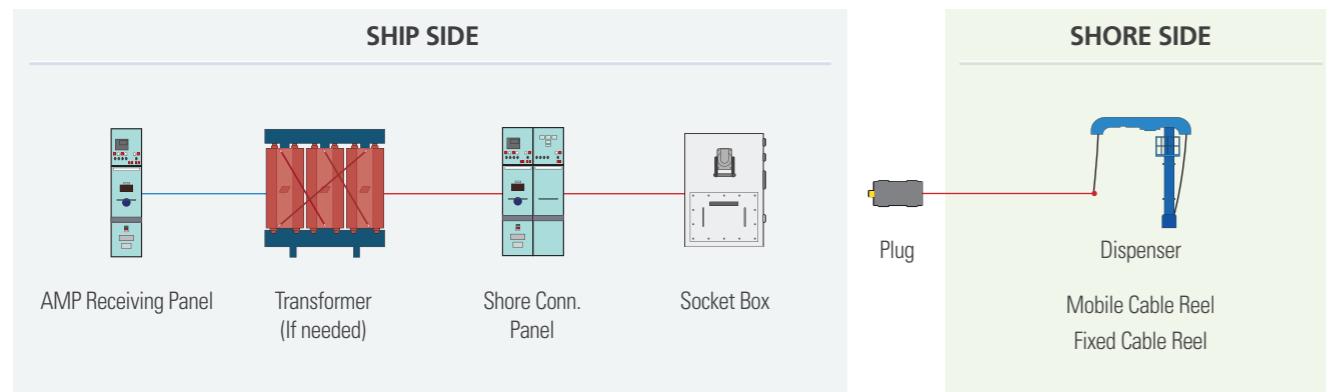 SHIP SIDE
SHORE SIDE
AMP Receiving Panel
Transformer
(If needed)
Shore Conn.
Panel
Socket Box
Plug
Dispenser
Mobile Cable Reel
Fixed Cable Reel